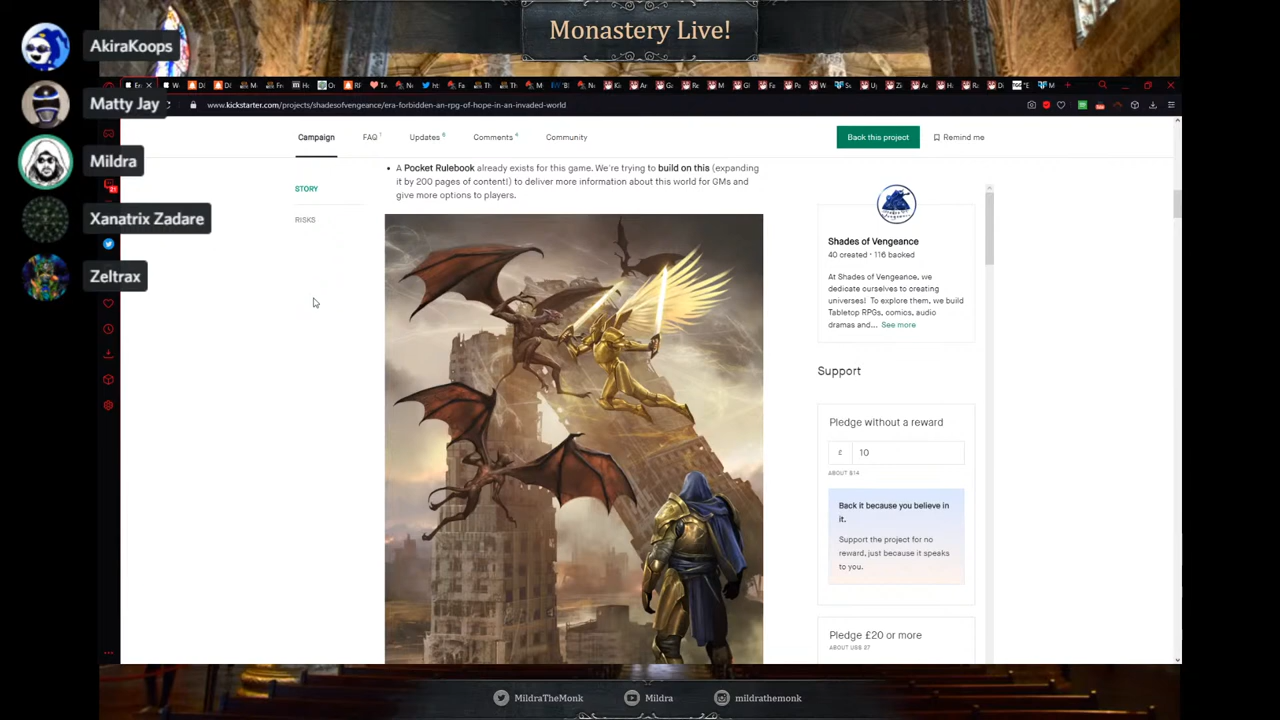 Monastery Live!
AkiraKoops
Matty Jay
Mildra
Xanatrix Zadare
Zeltrax
www.kickstarter.com/projects/shadesofvengeance/era-forbidden-an-rpg-of-hope-in-an-invaded-world
Campaign
FAQ 1
Updates 6
Comments 4
Community
Back this project
Remind me
STORY
RISKS
• A Pocket Rulebook already exists for this game. We're trying to build on this (expanding
it by 200 pages of content!) to deliver more information about this world for GMs and
give more options to players.
Shades of Vengeance
40 created · 116 backed
At Shades of Vengeance, we
dedicate ourselves to creating
universes! To explore them, we build
Tabletop RPGs, comics, audio
dramas and... See more
Support
Pledge without a reward
£ 10
ABOUT $14
Back it because you believe in
it.
Support the project for no
reward, just because it speaks
to you.
Pledge £20 or more
MildraTheMonk
Mildra
mildrathemonk